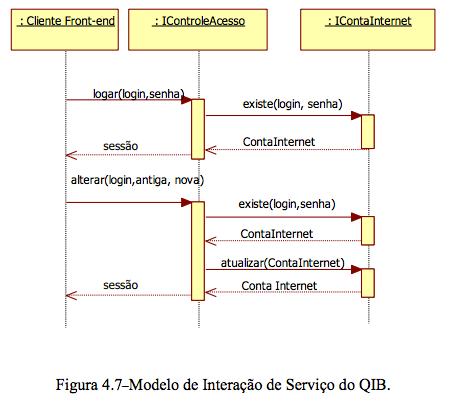 : Cliente Front-end
: IControleAcesso
: IContaInternet
logar(login,senha)
existe(login, senha)
ContaInternet
sessão
alterar(login,antiga, nova)
existe(login,senha)
ContaInternet
atualizar(ContaInternet)
Conta Internet
sessão
Figura 4.7–Modelo de Interação de Serviço do QIB.